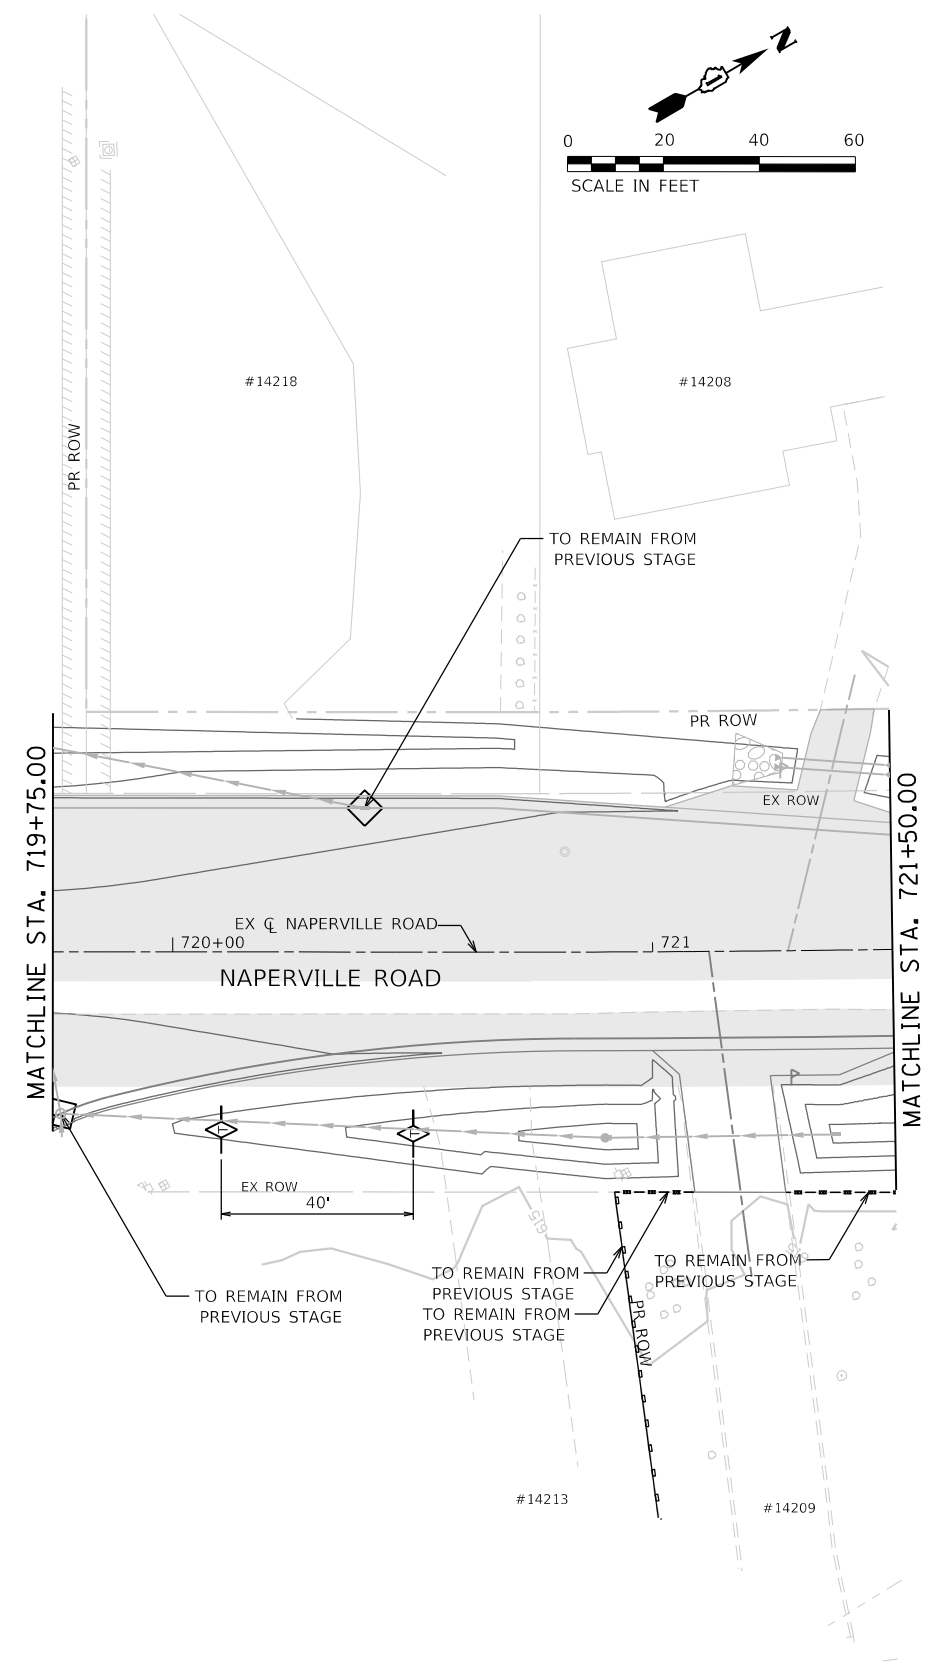 N
0 20 40 60
SCALE IN FEET
#14218
#14208
PR ROW
TO REMAIN FROM
PREVIOUS STAGE
PR ROW
EX ROW
MATCHLINE STA. 719+75.00
MATCHLINE STA. 721+50.00
EX ℄ NAPERVILLE ROAD
720+00
721
NAPERVILLE ROAD
T
T
EX ROW
40'
615
TO REMAIN FROM
PREVIOUS STAGE
TO REMAIN FROM
PREVIOUS STAGE
TO REMAIN FROM
PREVIOUS STAGE
TO REMAIN FROM
PREVIOUS STAGE
PR ROW
#14213
#14209